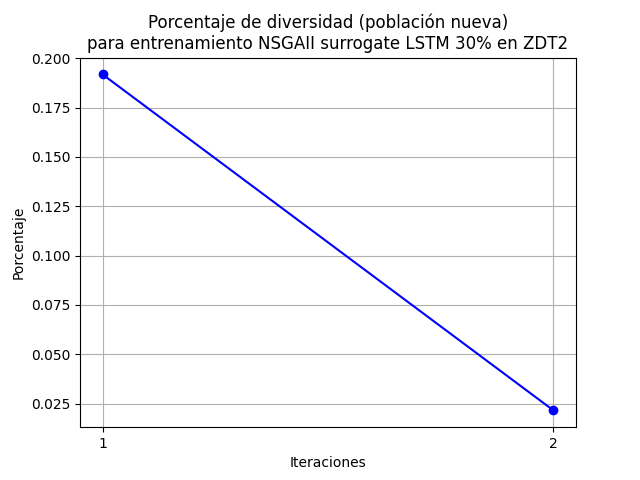 Porcentaje de diversidad (población nueva)
para entrenamiento NSGAII surrogate LSTM 30% en ZDT2
0.200
0.175
0.150
0.125
0.100
0.075
0.050
0.025
Porcentaje
1
2
Iteraciones